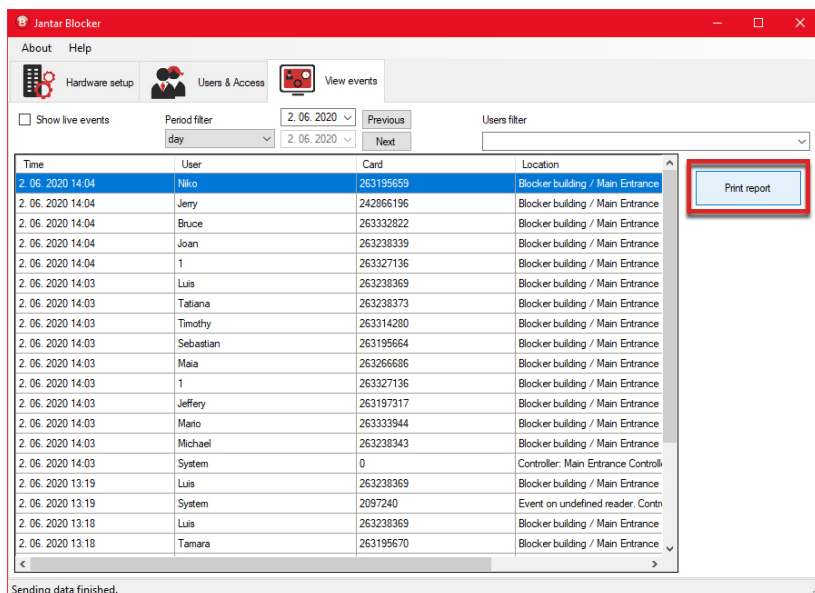 Jantar Blocker
About Help
Hardware setup Users & Access View events
Show live events Period filter 2. 06. 2020 Previous Users filter
day 2. 06. 2020 Next
Time User Card Location
2. 06. 2020 14:04 Niko 263195659 Blocker building / Main Entrance
Print report
2. 06. 2020 14:04 Jerry 242866196 Blocker building / Main Entrance
2. 06. 2020 14:04 Bruce 263332822 Blocker building / Main Entrance
2. 06. 2020 14:04 Joan 263238339 Blocker building / Main Entrance
2. 06. 2020 14:04 1 263327136 Blocker building / Main Entrance
2. 06. 2020 14:03 Luis 263238369 Blocker building / Main Entrance
2. 06. 2020 14:03 Tatiana 263238373 Blocker building / Main Entrance
2. 06. 2020 14:03 Timothy 263314280 Blocker building / Main Entrance
2. 06. 2020 14:03 Sebastian 263195664 Blocker building / Main Entrance
2. 06. 2020 14:03 Maia 263266686 Blocker building / Main Entrance
2. 06. 2020 14:03 1 263327136 Blocker building / Main Entrance
2. 06. 2020 14:03 Jeffery 263197317 Blocker building / Main Entrance
2. 06. 2020 14:03 Mario 263333944 Blocker building / Main Entrance
2. 06. 2020 14:03 Michael 263238343 Blocker building / Main Entrance
2. 06. 2020 14:03 System 0 Controller: Main Entrance Controlle
2. 06. 2020 13:19 Luis 263238369 Blocker building / Main Entrance
2. 06. 2020 13:19 System 2097240 Event on undefined reader. Contr
2. 06. 2020 13:18 Luis 263238369 Blocker building / Main Entrance
2. 06. 2020 13:18 Tamara 263195670 Blocker building / Main Entrance
Sending data finished.